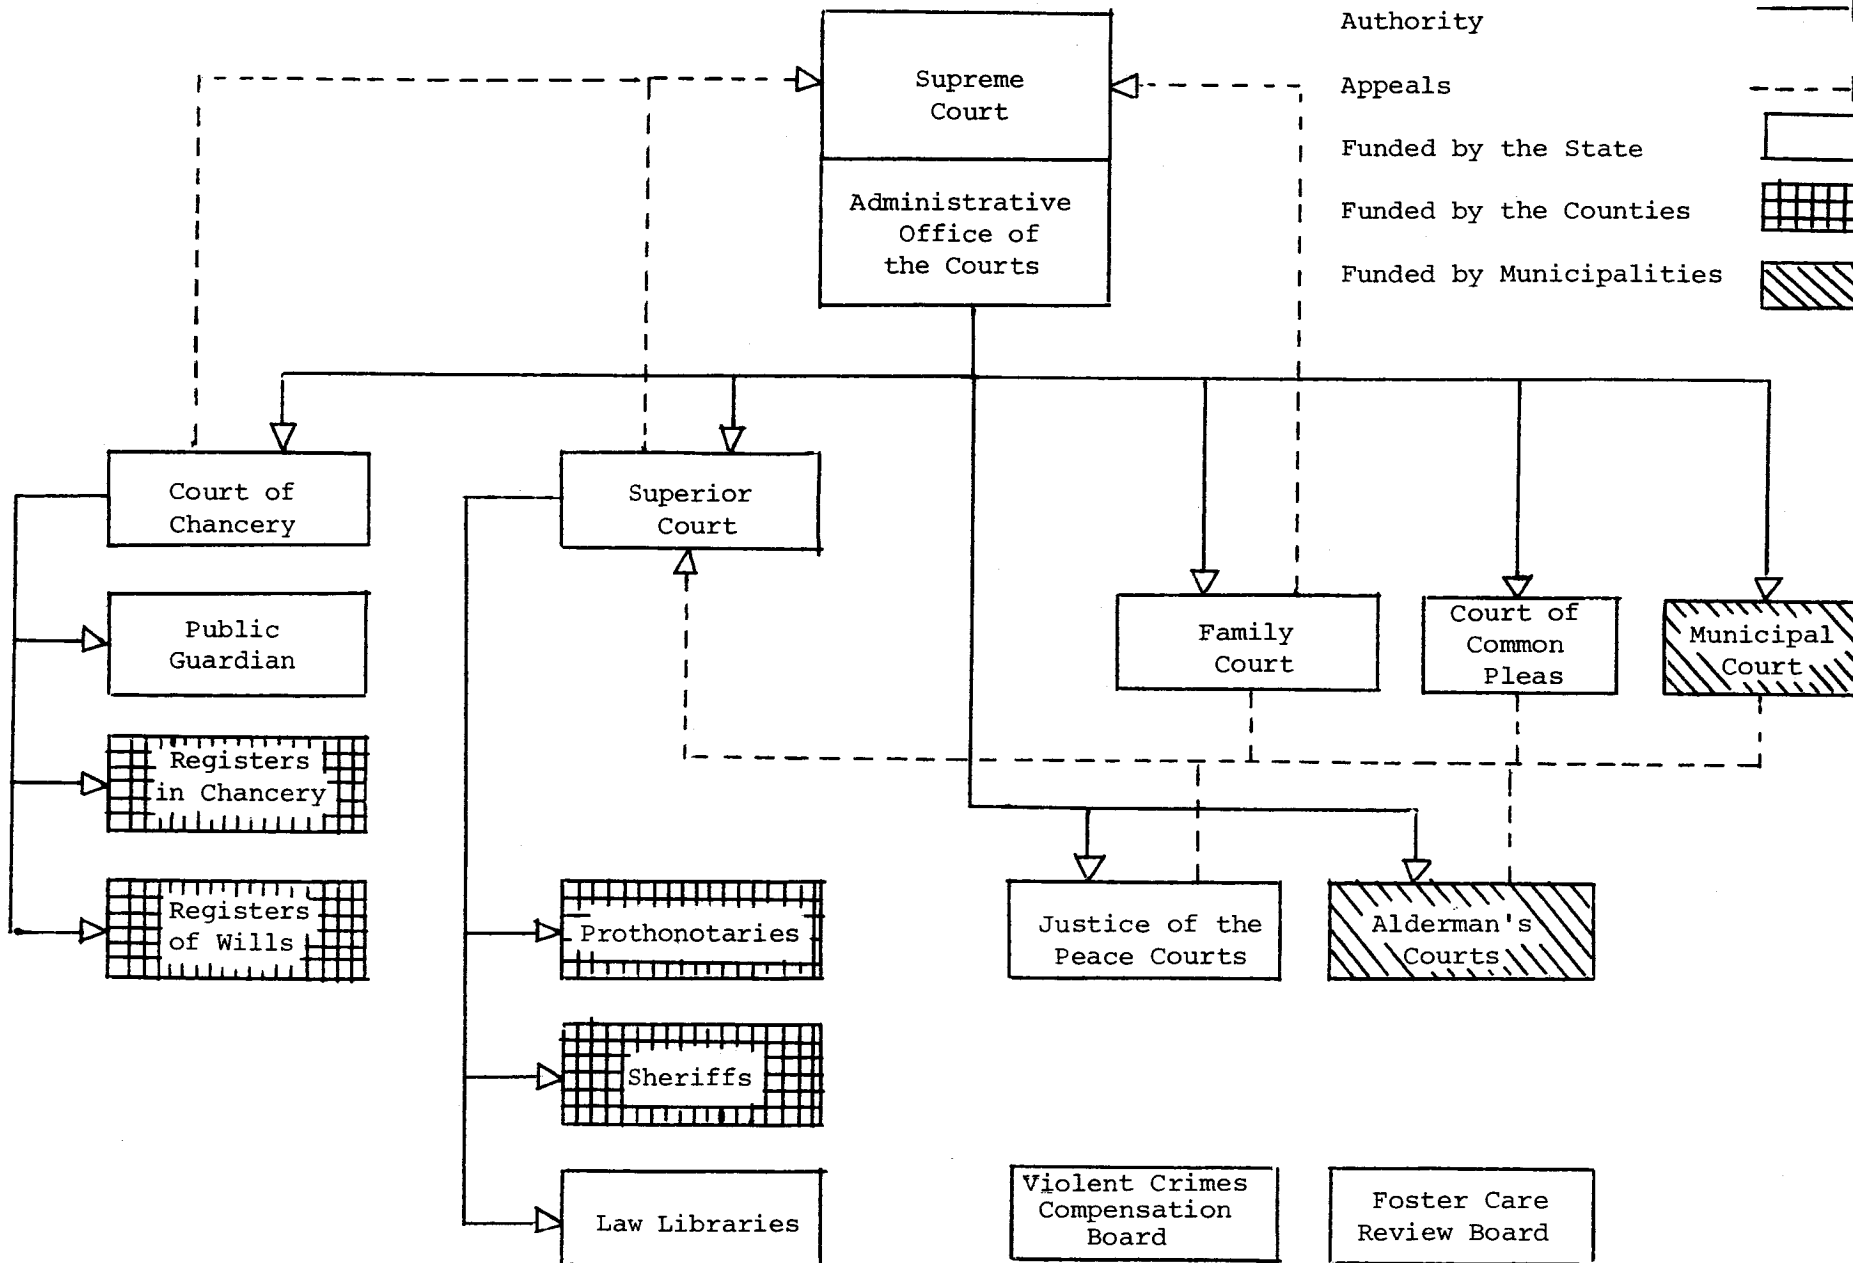 Supreme
Court
Administrative
Office of
the Courts
Authority
Appeals
Funded by the State
Funded by the Counties
Funded by Municipalities
Court of
Chancery
Superior
Court
Family
Court
Court of
Common
Pleas
Municipal
Court
Public
Guardian
Registers
in Chancery
Registers
of Wills
Prothonotaries
Justice of the
Peace Courts
Alderman's
Courts
Sheriffs
Law Libraries
Violent Crimes
Compensation
Board
Foster Care
Review Board